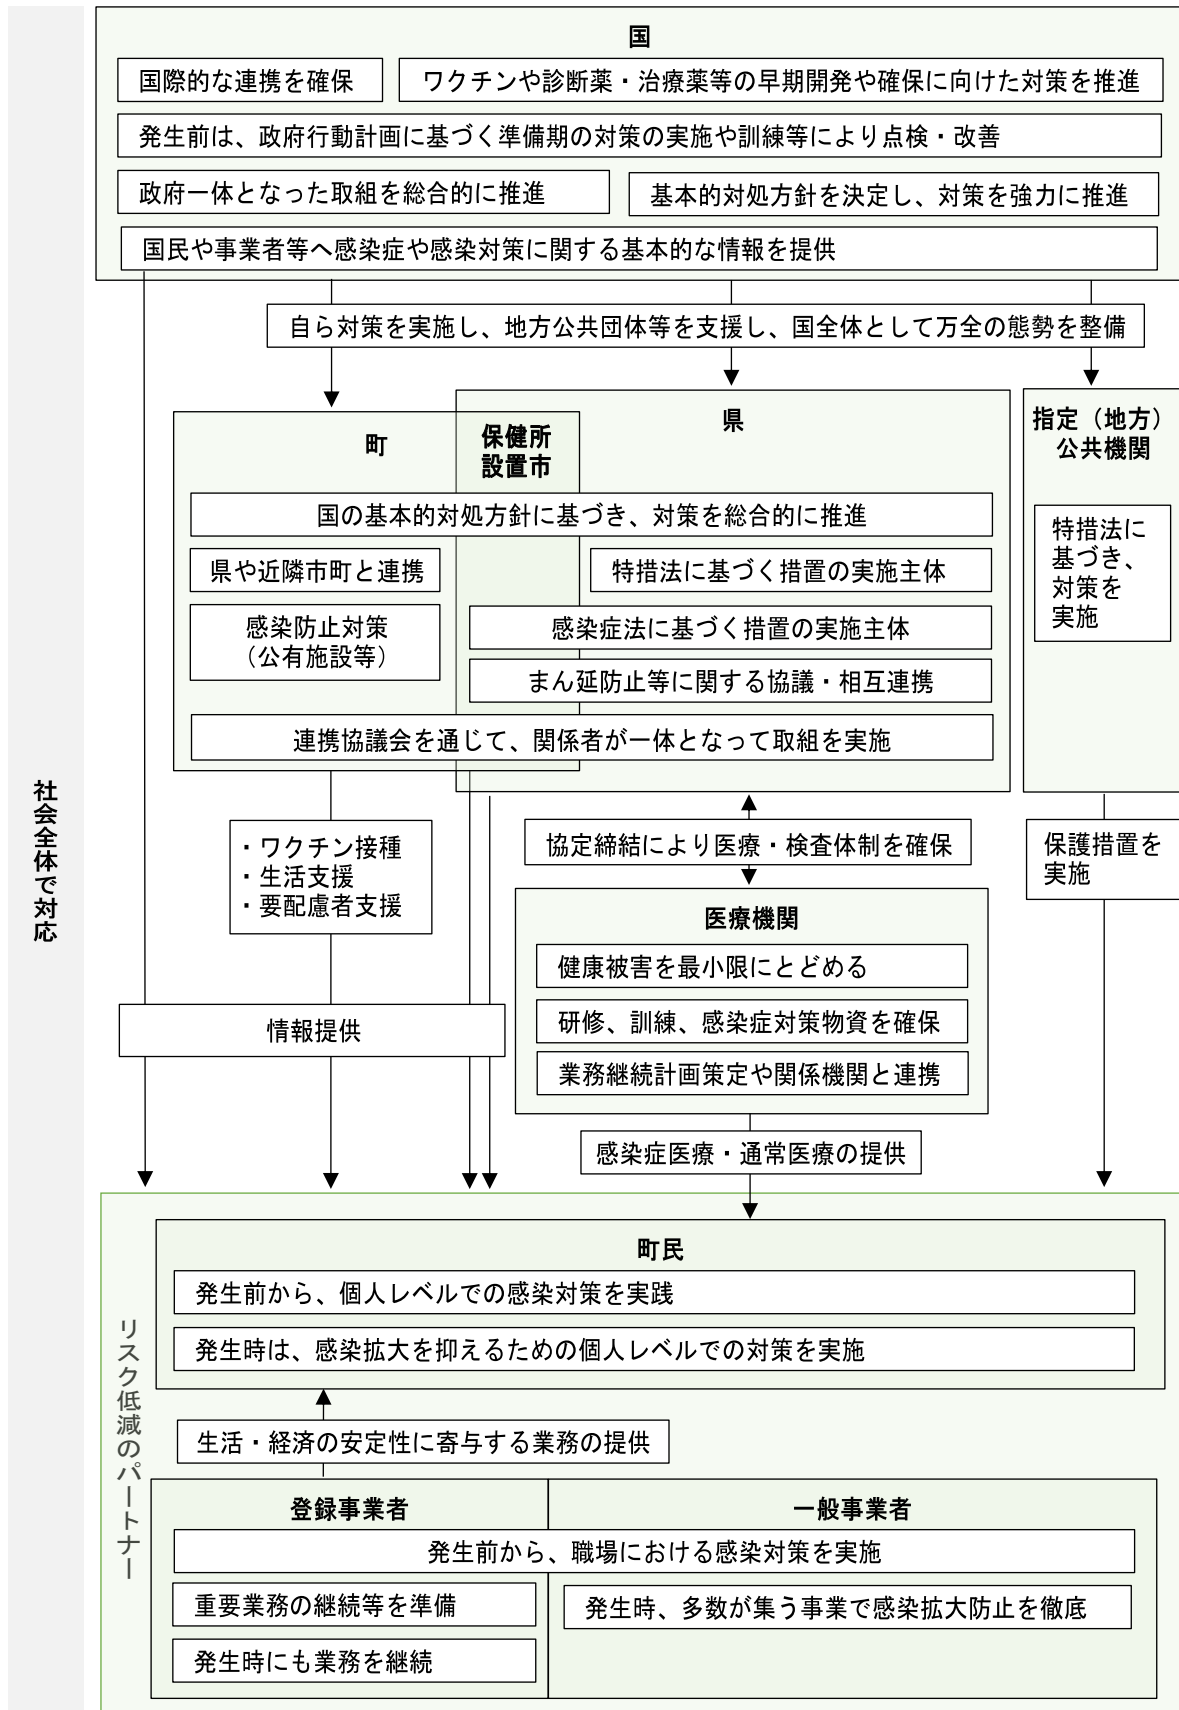 社会全体で対応
国
国際的な連携を確保
ワクチンや診断薬・治療薬等の早期開発や確保に向けた対策を推進
発生前は、政府行動計画に基づく準備期の対策の実施や訓練等により点検・改善
政府一体となった取組を総合的に推進
基本的対処方針を決定し、対策を強力に推進
国民や事業者等へ感染症や感染対策に関する基本的な情報を提供
自ら対策を実施し、地方公共団体等を支援し、国全体として万全の態勢を整備
町
保健所
設置市
県
指定（地方）
公共機関
国の基本的対処方針に基づき、対策を総合的に推進
県や近隣市町と連携
特措法に基づく措置の実施主体
感染防止対策
（公有施設等）
感染症法に基づく措置の実施主体
まん延防止等に関する協議・相互連携
連携協議会を通じて、関係者が一体となって取組を実施
特措法に
基づき、
対策を
実施
・ワクチン接種
・生活支援
・要配慮者支援
協定締結により医療・検査体制を確保
保護措置を
実施
医療機関
健康被害を最小限にとどめる
研修、訓練、感染症対策物資を確保
業務継続計画策定や関係機関と連携
情報提供
感染症医療・通常医療の提供
リスク低減のパートナー
町民
発生前から、個人レベルでの感染対策を実践
発生時は、感染拡大を抑えるための個人レベルでの対策を実施
生活・経済の安定性に寄与する業務の提供
登録事業者
一般事業者
発生前から、職場における感染対策を実施
重要業務の継続等を準備
発生時、多数が集う事業で感染拡大防止を徹底
発生時にも業務を継続